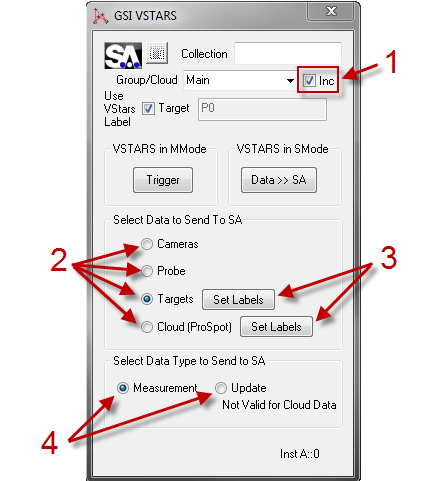 GSI VSTARS
SA Collection
Group/Cloud Main Inc 1
Use VStars Label Target P0
VSTARS in MMode VSTARS in SMode
Trigger Data >> SA
Select Data to Send To SA
Cameras
2 Probe 3
Targets Set Labels
Cloud (ProSpot) Set Labels
Select Data Type to Send to SA
Measurement Update
4 Not Valid for Cloud Data
Inst A::0